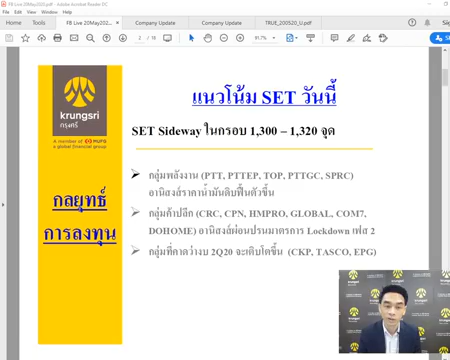 FB Live 20May2020.pdf - Adobe Acrobat Reader DC
File Edit View Window Help
Home Tools FB Live 20May202... Company Update Company Update TRUE_200520_U.pdf
2 / 18 91.7%
krungsri
กรุงศรี
A member of MUFG
a global financial group
กลยุทธ์
การลงทุน
แนวโน้ม SET วันนี้
SET Sideway ในกรอบ 1,300 – 1,320 จุด
กลุ่มพลังงาน (PTT, PTTEP, TOP, PTTGC, SPRC)
อานิสงส์ราคาน้ำมันดิบฟื้นตัวขึ้น
กลุ่มค้าปลีก (CRC, CPN, HMPRO, GLOBAL, COM7,
DOHOME) อานิสงส์ผ่อนปรนมาตรการ Lockdown เฟส 2
กลุ่มที่คาดว่างบ 2Q20 จะเติบโตขึ้น (CKP, TASCO, EPG)
krungsri